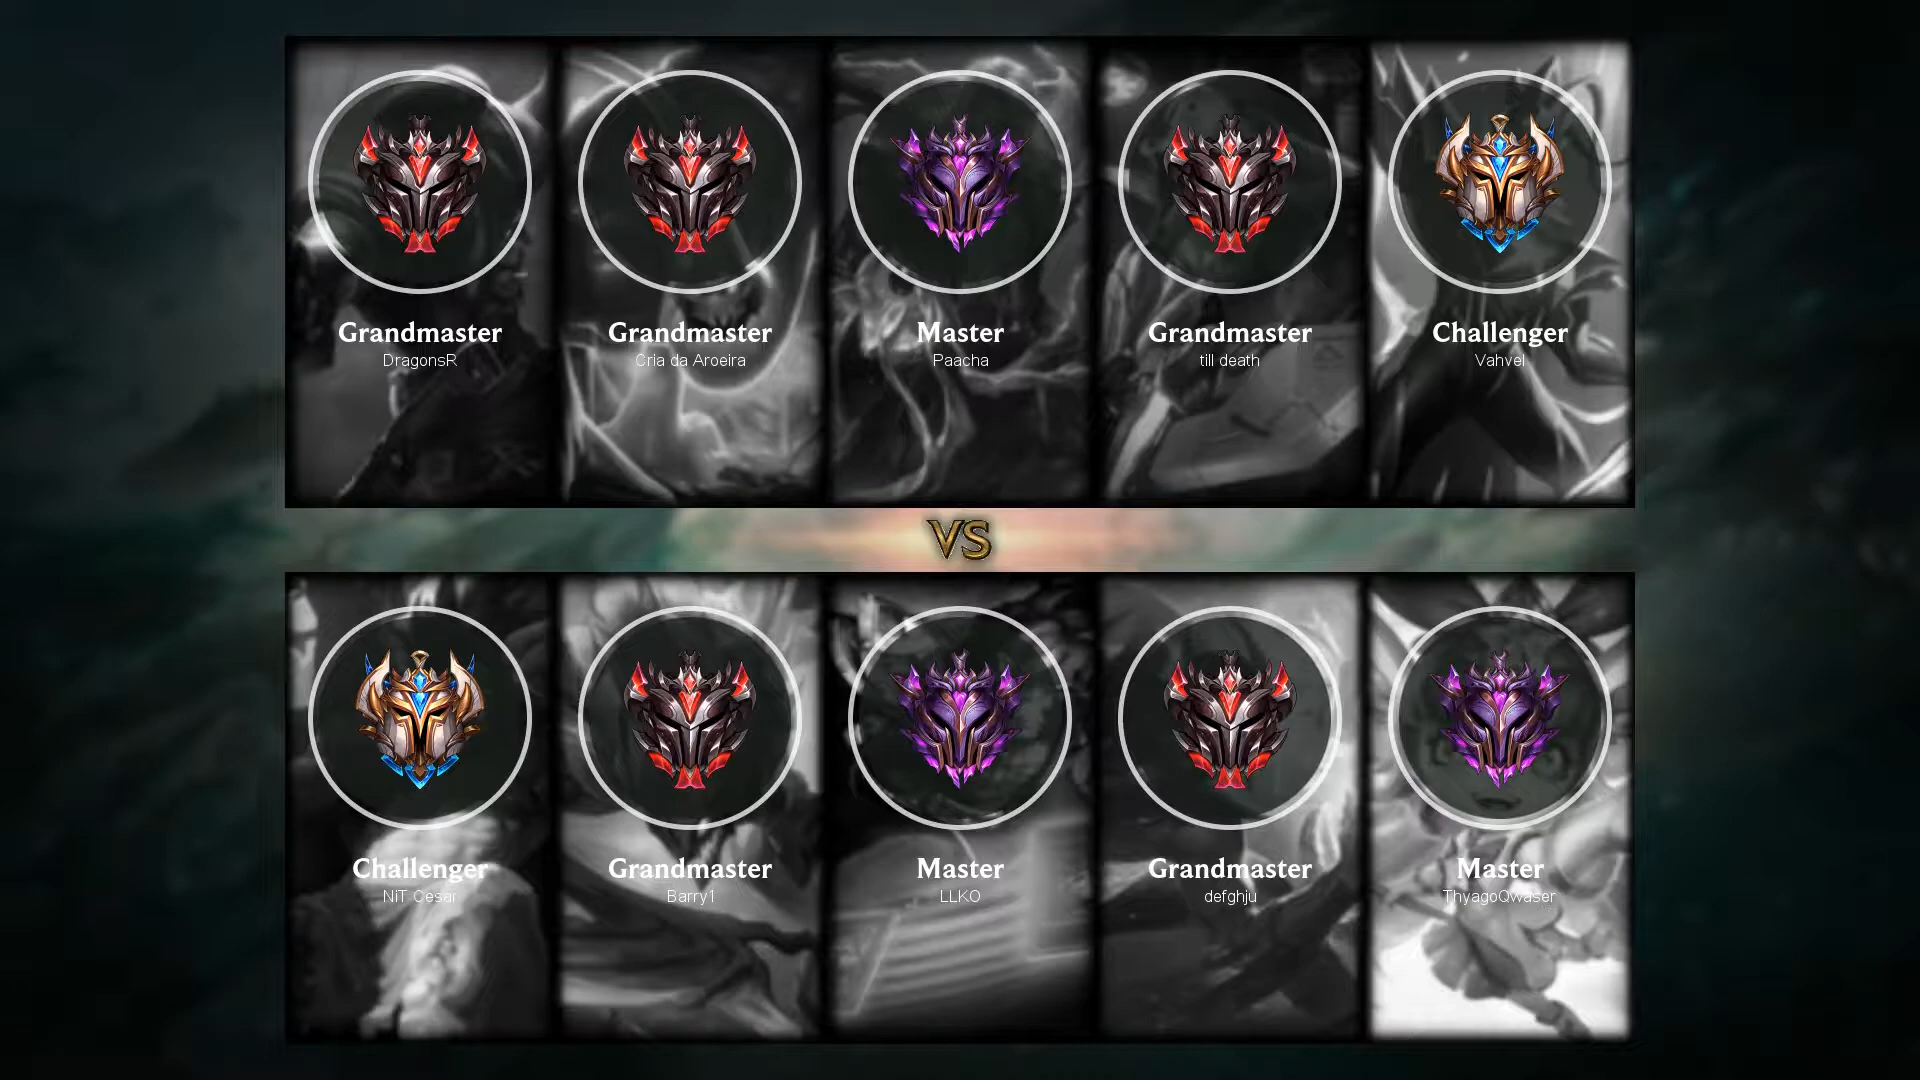 Grandmaster
DragonsR
Grandmaster
Cria da Aroeira
Master
Paacha
Grandmaster
till death
Challenger
Vahvel
VS
Challenger
NiT Cesar
Grandmaster
Barry1
Master
LLKO
Grandmaster
defghju
Master
ThyagoQwaser